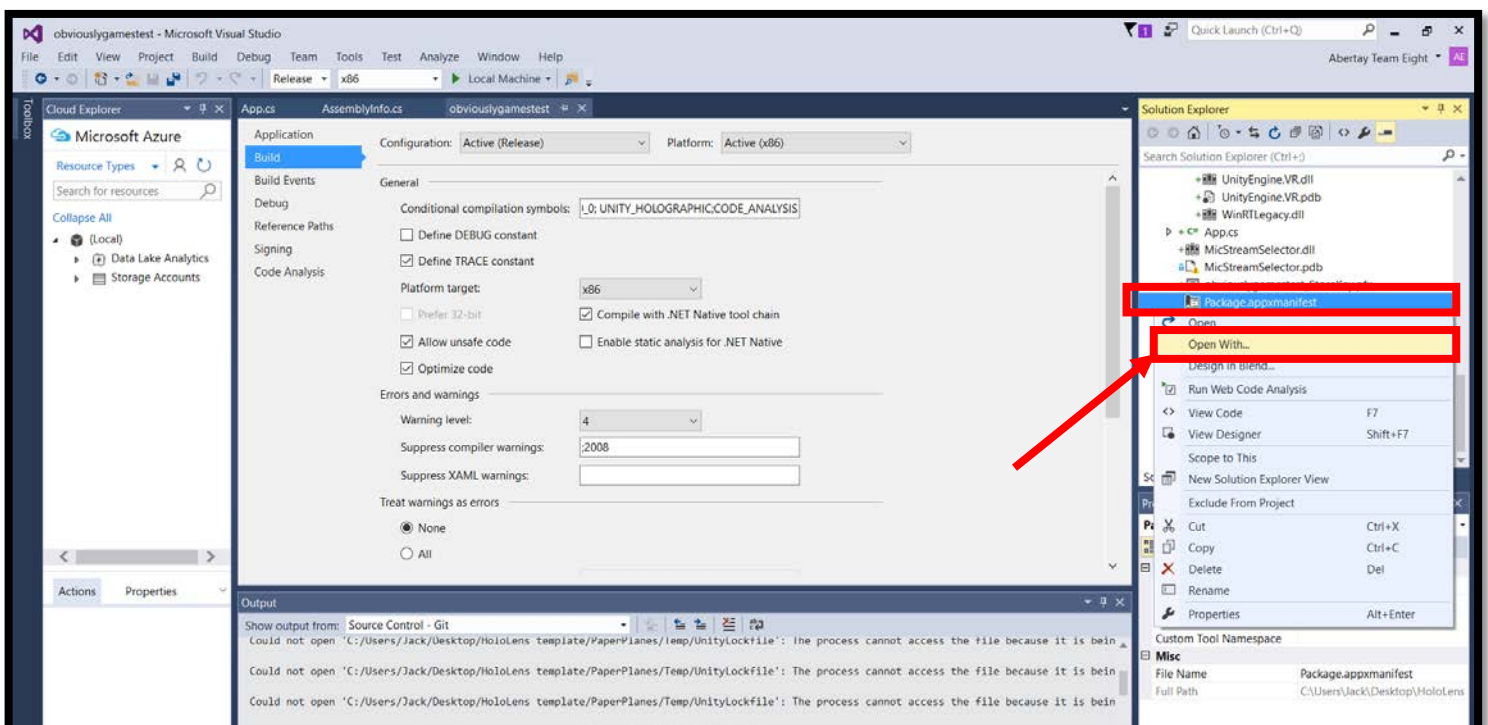 obviouslygamestest - Microsoft Visual Studio
1
Quick Launch (Ctrl+Q)
File Edit View Project Build Debug Team Tools Test Analyze Window Help
Abertay Team Eight AE
Release x86 Local Machine
Toolbox
Cloud Explorer
Microsoft Azure
Resource Types
Search for resources
Collapse All
(Local)
Data Lake Analytics
Storage Accounts
Actions Properties
App.cs AssemblyInfo.cs obviouslygamestest
Application
Build
Build Events
Debug
Reference Paths
Signing
Code Analysis
Configuration: Active (Release) Platform: Active (x86)
General
Conditional compilation symbols: _0; UNITY_HOLOGRAPHIC;CODE_ANALYSIS
Define DEBUG constant
Define TRACE constant
Platform target: x86
Prefer 32-bit
Compile with .NET Native tool chain
Allow unsafe code
Enable static analysis for .NET Native
Optimize code
Errors and warnings
Warning level: 4
Suppress compiler warnings: ;2008
Suppress XAML warnings:
Treat warnings as errors
None
All
Output
Show output from: Source Control - Git
Could not open 'C:/Users/Jack/Desktop/HoloLens template/PaperPlanes/Temp/UnityLockfile': The process cannot access the file because it is bein
Could not open 'C:/Users/Jack/Desktop/HoloLens template/PaperPlanes/Temp/UnityLockfile': The process cannot access the file because it is bein
Could not open 'C:/Users/Jack/Desktop/HoloLens template/PaperPlanes/Temp/UnityLockfile': The process cannot access the file because it is bein
Solution Explorer
Search Solution Explorer (Ctrl+;)
UnityEngine.VR.dll
UnityEngine.VR.pdb
WinRTLegacy.dll
C# App.cs
MicStreamSelector.dll
MicStreamSelector.pdb
Package.appxmanifest
Open
Open With...
Design in Blend...
Run Web Code Analysis
View Code F7
View Designer Shift+F7
Scope to This
New Solution Explorer View
Exclude From Project
Cut Ctrl+X
Copy Ctrl+C
Delete Del
Rename
Properties Alt+Enter
Custom Tool Namespace
Misc
File Name Package.appxmanifest
Full Path C:\Users\Jack\Desktop\HoloLens